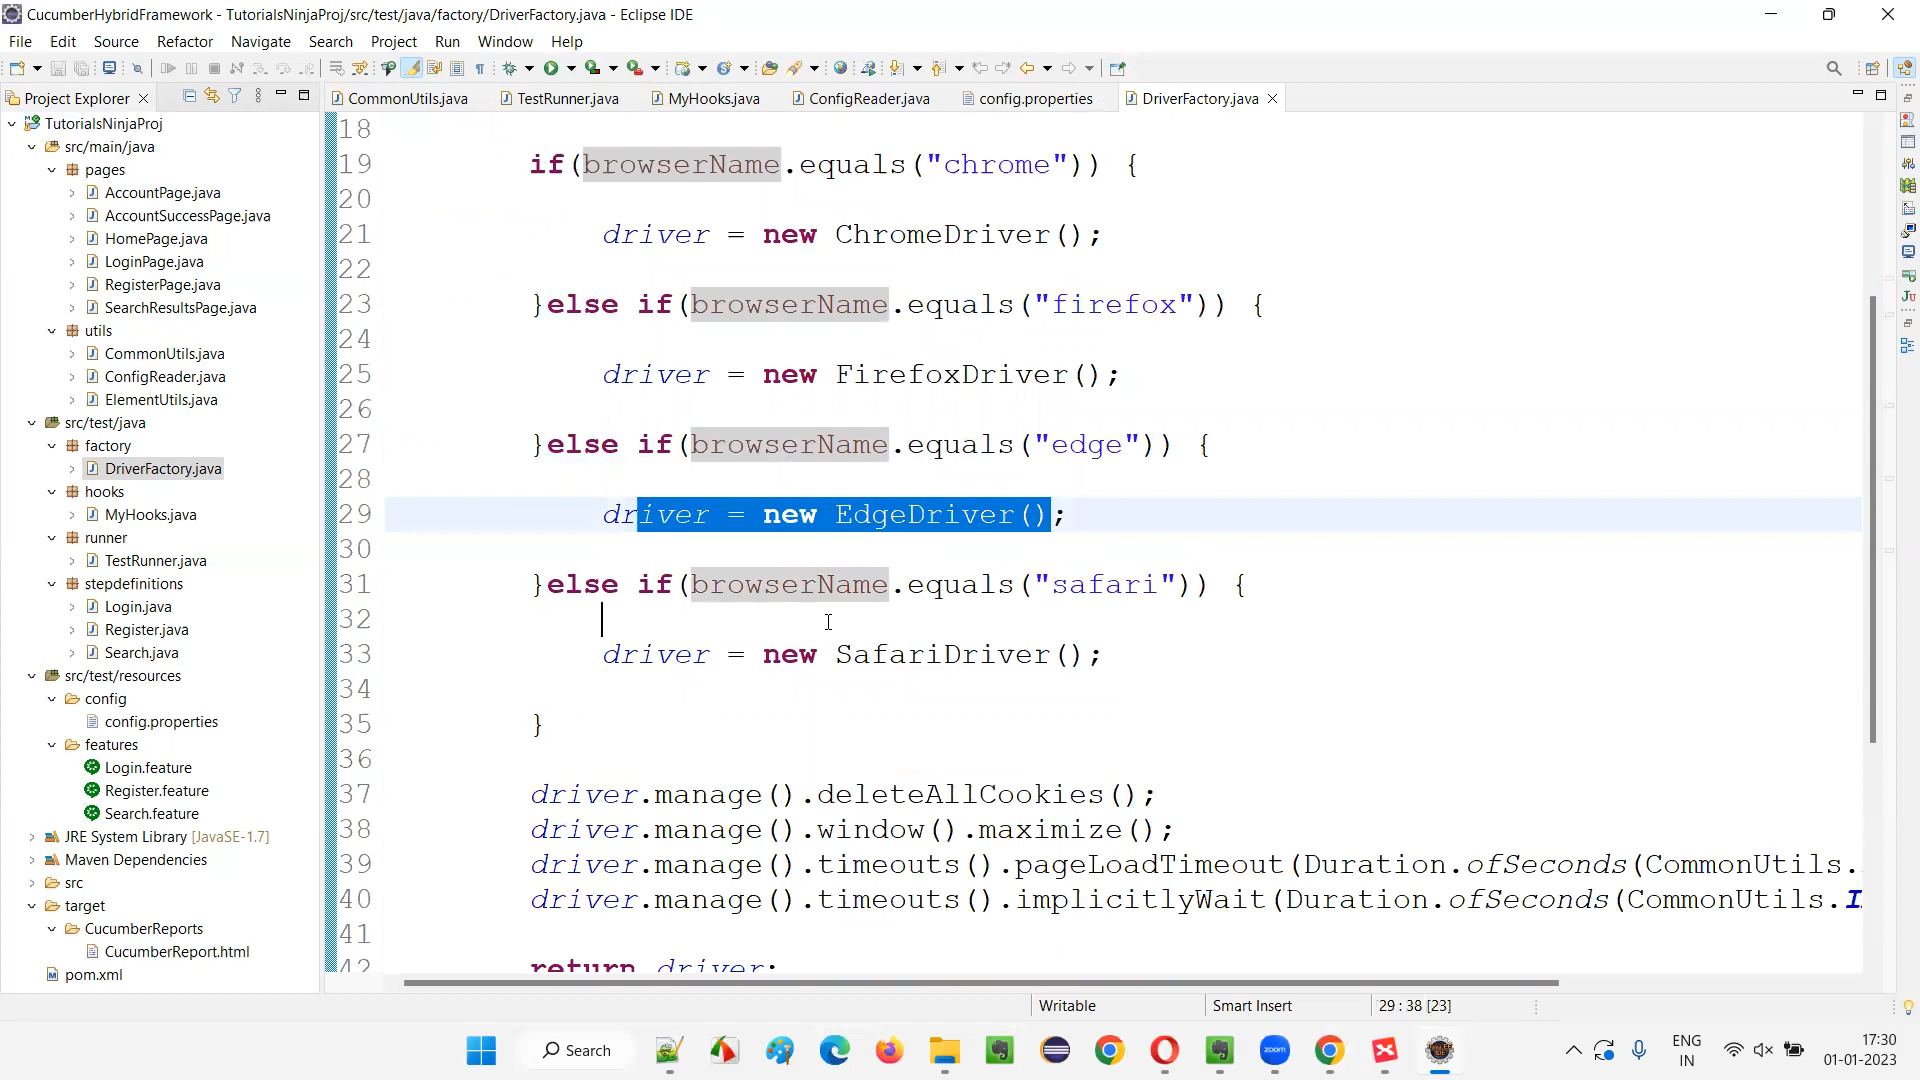 CucumberHybridFramework - TutorialsNinjaProj/src/test/java/factory/DriverFactory.java - Eclipse IDE
File Edit Source Refactor Navigate Search Project Run Window Help
Project Explorer
CommonUtils.java TestRunner.java MyHooks.java ConfigReader.java config.properties DriverFactory.java
TutorialsNinjaProj
src/main/java
pages
AccountPage.java
AccountSuccessPage.java
HomePage.java
LoginPage.java
RegisterPage.java
SearchResultsPage.java
utils
CommonUtils.java
ConfigReader.java
ElementUtils.java
src/test/java
factory
DriverFactory.java
hooks
MyHooks.java
runner
TestRunner.java
stepdefinitions
Login.java
Register.java
Search.java
src/test/resources
config
config.properties
features
Login.feature
Register.feature
Search.feature
JRE System Library [JavaSE-1.7]
Maven Dependencies
src
target
CucumberReports
CucumberReport.html
pom.xml
18
19 if(browserName.equals("chrome")) {
20
21 driver = new ChromeDriver();
22
23 }else if(browserName.equals("firefox")) {
24
25 driver = new FirefoxDriver();
26
27 }else if(browserName.equals("edge")) {
28
29 driver = new EdgeDriver();
30
31 }else if(browserName.equals("safari")) {
32
33 driver = new SafariDriver();
34
35 }
36
37 driver.manage().deleteAllCookies();
38 driver.manage().window().maximize();
39 driver.manage().timeouts().pageLoadTimeout(Duration.ofSeconds(CommonUtils.
40 driver.manage().timeouts().implicitlyWait(Duration.ofSeconds(CommonUtils.I
41
42 return driver;
Writable Smart Insert 29 : 38 [23]
Search
zoom
ENG
IN
17:30
01-01-2023